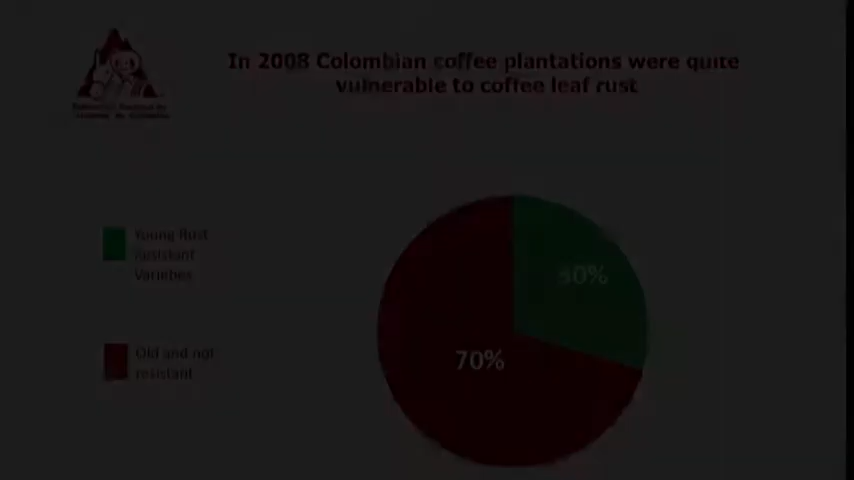 In 2008 Colombian coffee plantations were quite
vulnerable to coffee leaf rust
Young Rust
Resistant
Varieties
30%
70%
Old and not
resistant